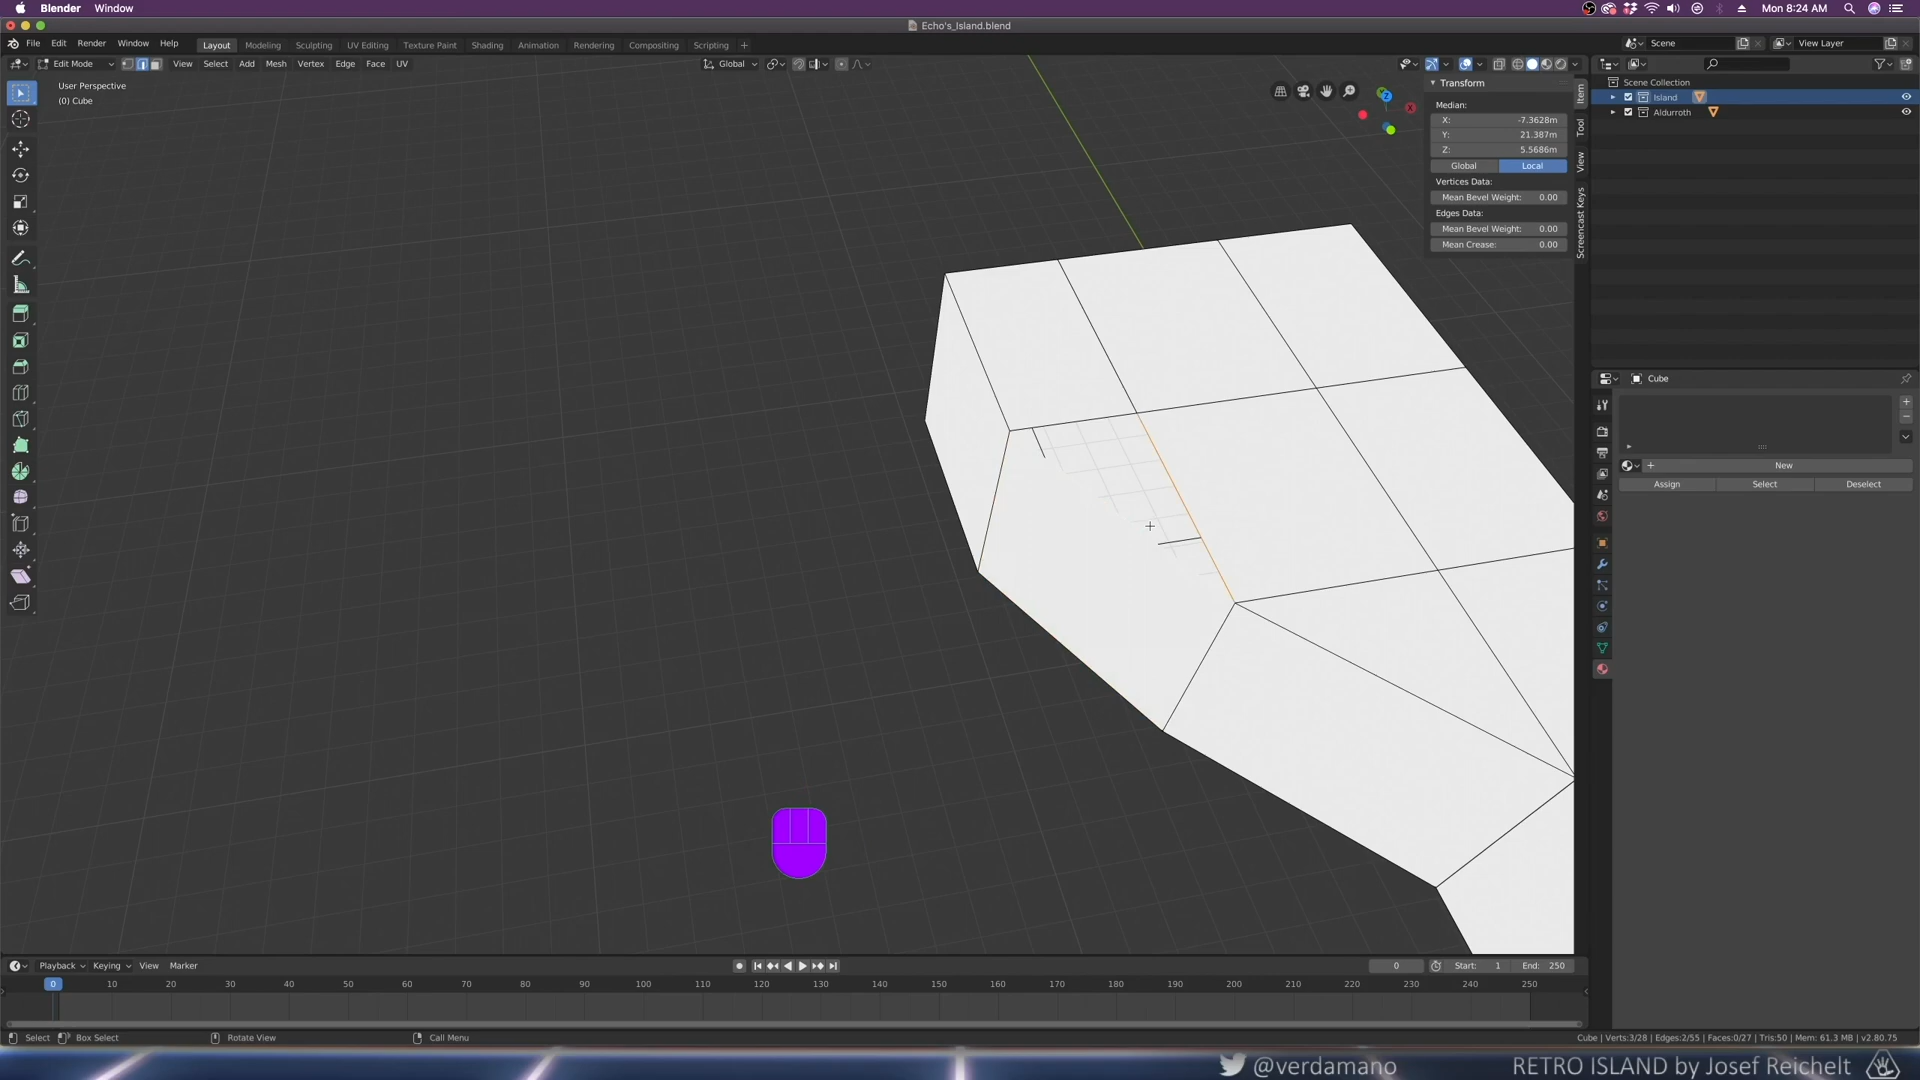 Blender Window Mon 8:24 AM
Echo's_Island.blend
File Edit Render Window Help Layout Modeling Sculpting UV Editing Texture Paint Shading Animation Rendering Compositing Scripting + Scene View Layer
Edit Mode View Select Add Mesh Vertex Edge Face UV Global
User Perspective
(0) Cube
Z
X
Y
Transform
Median:
X: -7.3628m
Y: 21.387m
Z: 5.5686m
Global Local
Vertices Data:
Mean Bevel Weight: 0.00
Edges Data:
Mean Bevel Weight: 0.00
Mean Crease: 0.00
Item
Tool
View
Screencast Keys
Scene Collection
Island
Aldurroth
Cube
New
Assign Select Deselect
Playback Keying View Marker 0 Start: 1 End: 250
0 10 20 30 40 50 60 70 80 90 100 110 120 130 140 150 160 170 180 190 200 210 220 230 240 250
Select Box Select Rotate View Call Menu Cube | Verts:3/28 | Edges:2/55 | Faces:0/27 | Tris:50 | Mem: 61.3 MB | v2.80.75
@verdamano RETRO ISLAND by Josef Reichelt